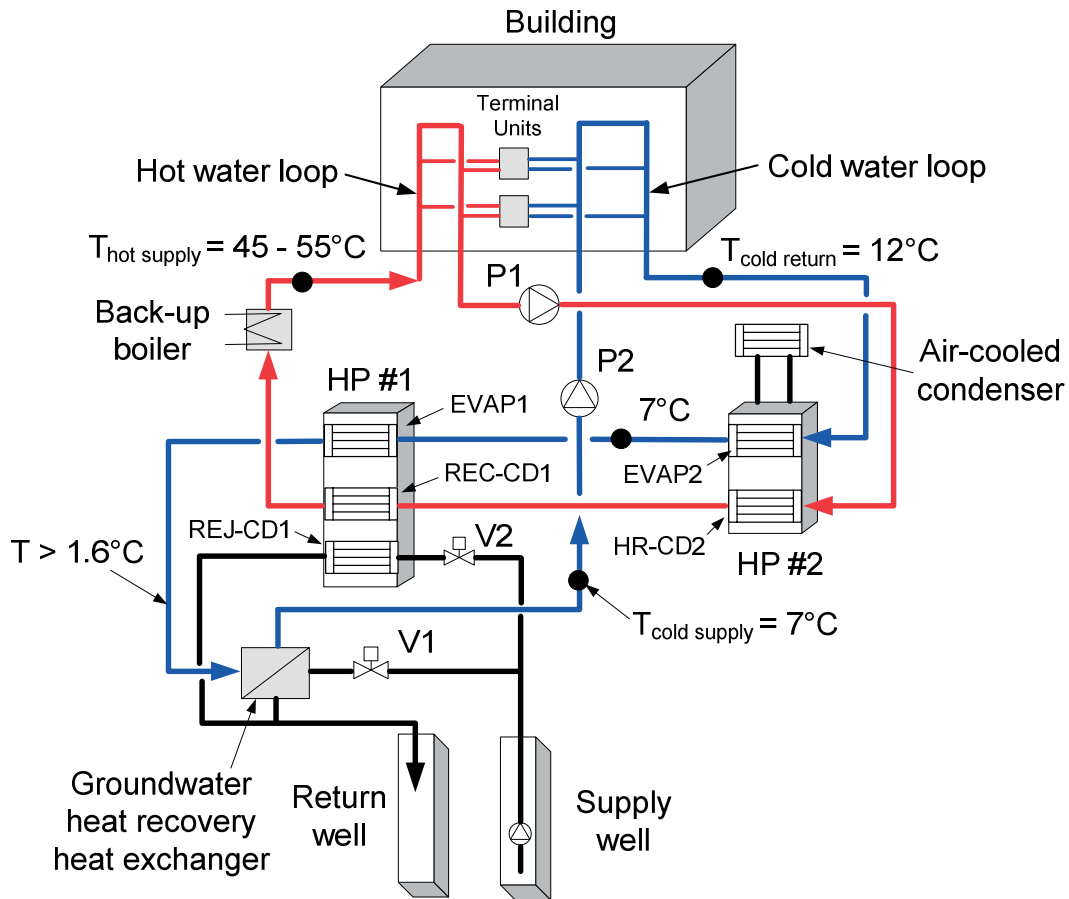 Building
Terminal
Units
Hot water loop
Cold water loop
T hot supply = 45 - 55°C
P1
T cold return = 12°C
Back-up
boiler
Air-cooled
condenser
HP #1
P2
EVAP1
7°C
EVAP2
REC-CD1
REJ-CD1
V2
HR-CD2
HP #2
T > 1.6°C
T cold supply = 7°C
V1
Groundwater
heat recovery
heat exchanger
Return
well
Supply
well